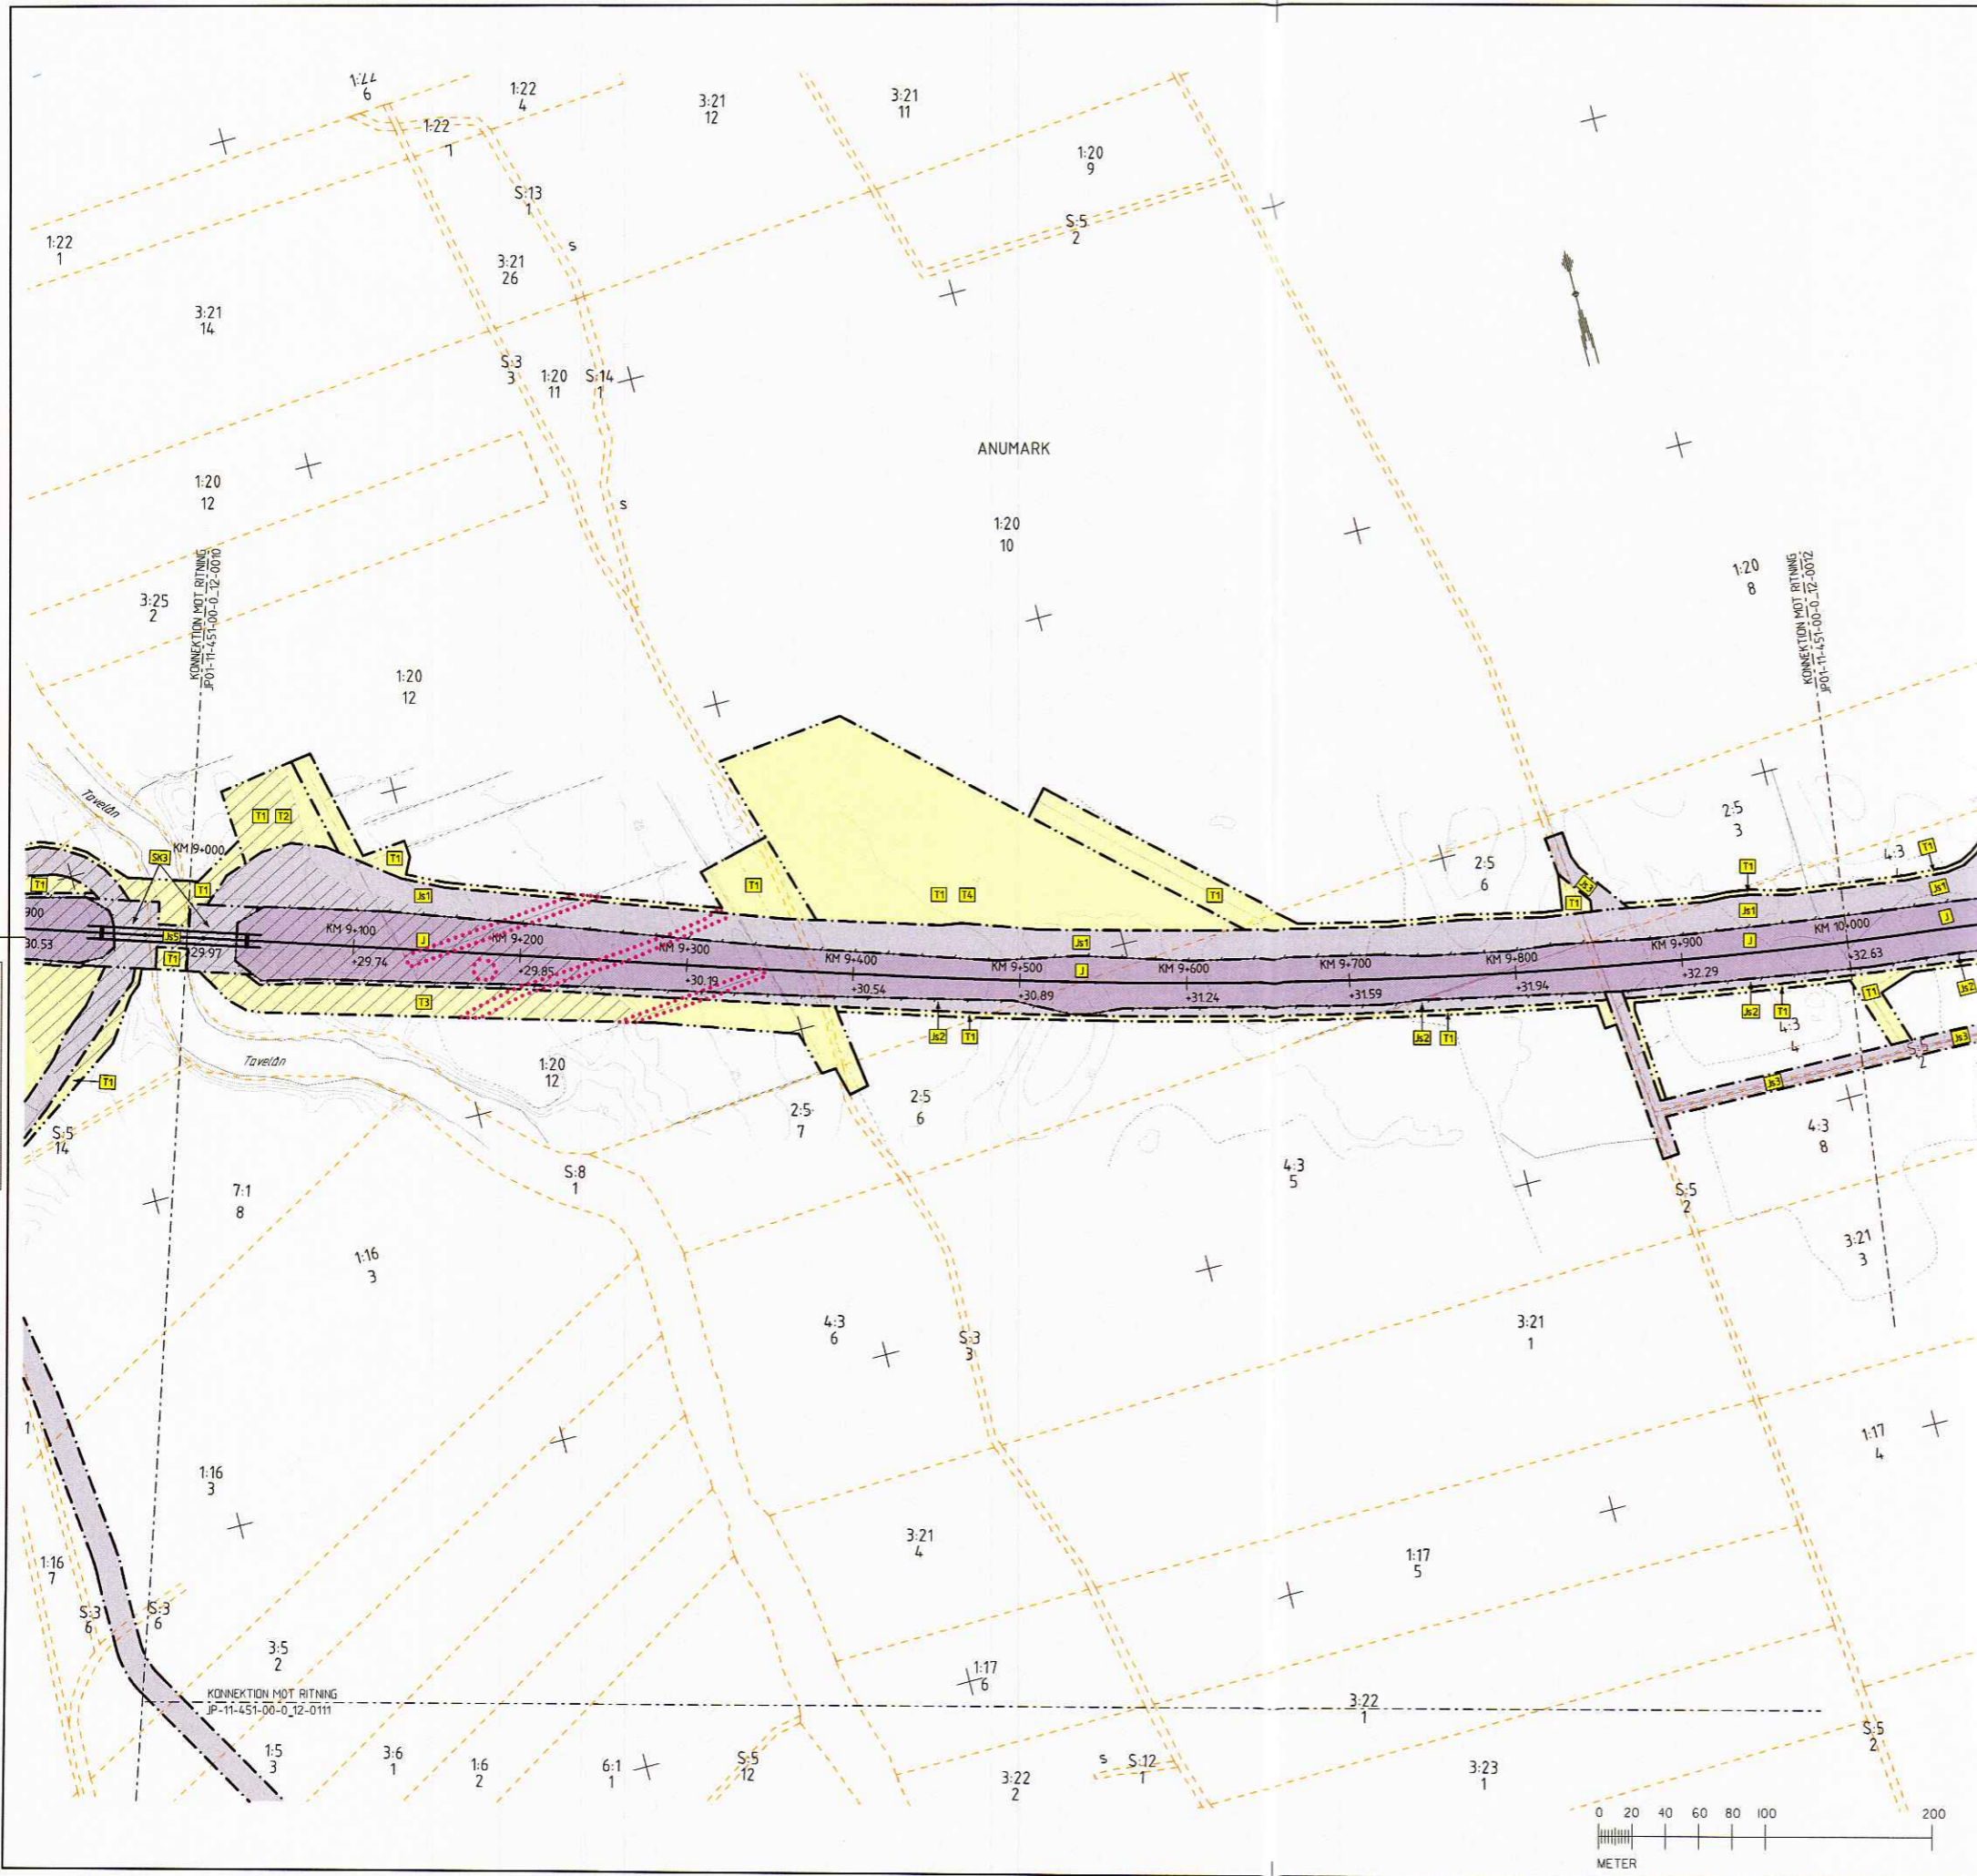 1:22
6
1:22
4
1:22
7
3:21
12
3:21
11
1:20
9
S:13
1
S:5
2
1:22
1
s
3:21
26
3:21
14
S:3
3
1:20
11
S:14
1
ANUMARK
1:20
12
s
1:20
10
KONNEKTION MOT RITNING
JP01-11-451-00-0_12-0010
KONNEKTION MOT RITNING
JP01-11-451-00-0_12-0012
1:20
8
3:25
2
1:20
12
Tavelån
T1 T2
KM 9+000
SK3
T1
T1
T1
Js1
T1
T1 T4
T1
2:5
6
2:5
3
T1
Js3
T1
4:3
T1
Js1
Js1
900
30.53
Js5
T1
29.97
KM 9+100
+29.74
J
KM 9+200
+29.85
KM 9+300
+30.19
KM 9+400
+30.54
KM 9+500
+30.89
Js1
J
KM 9+600
+31.24
KM 9+700
+31.59
KM 9+800
+31.94
KM 9+900
+32.29
J
KM 10+000
+32.63
J
T3
Js2
T1
Js2
T1
Js2
T1
T1
Js2
4:3
4
S:5
2
Js3
Js3
Tavelån
T1
1:20
12
2:5
7
2:5
6
S:5
14
4:3
8
7:1
8
S:8
1
4:3
5
S:5
2
1:16
3
3:21
3
4:3
6
S:3
3
3:21
1
1
1:17
4
1:16
3
3:21
4
1:17
5
1:16
7
S:3
6
S:3
6
3:5
2
1:17
6
KONNEKTION MOT RITNING
JP-11-451-00-0_12-0111
3:22
1
S:5
2
1:5
3
3:6
1
1:6
2
6:1
1
S:5
12
3:22
2
s
S:12
1
3:23
1
0 20 40 60 80 100 200
METER